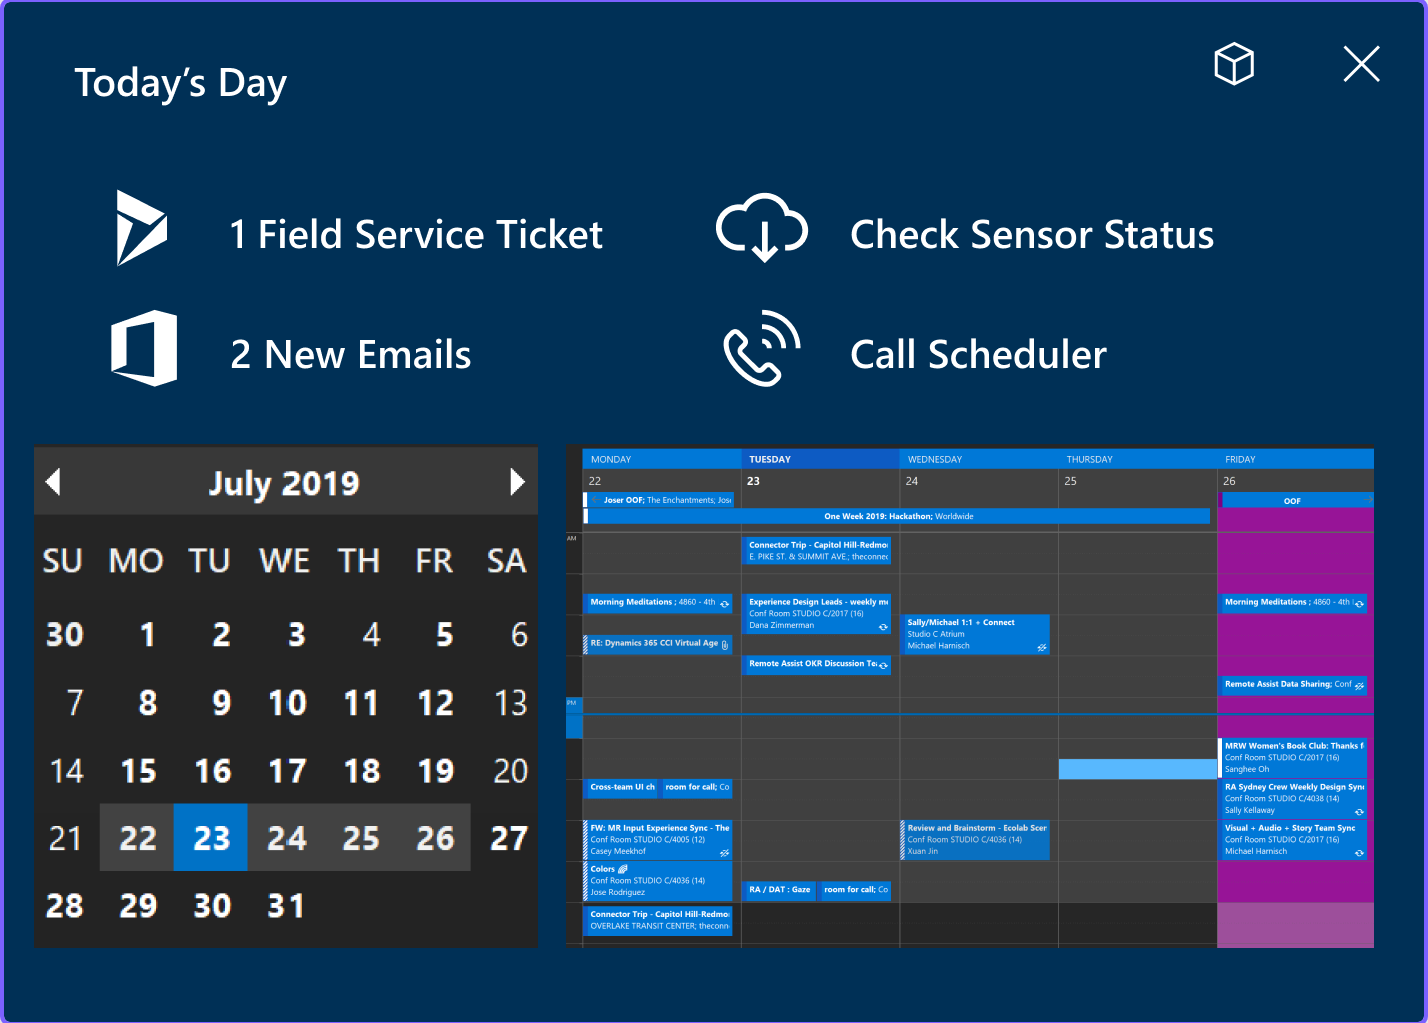 Today’s Day
1 Field Service Ticket
Check Sensor Status
2 New Emails
Call Scheduler
July 2019
SU MO TU WE TH FR SA
30 1 2 3 4 5 6
7 8 9 10 11 12 13
14 15 16 17 18 19 20
21 22 23 24 25 26 27
28 29 30 31
MONDAY TUESDAY WEDNESDAY THURSDAY FRIDAY
22 23 24 25 26
Joser OOF; The Enchantments; Jos
OOF
One Week 2019: Hackathon; Worldwide
AM
Connector Trip - Capitol Hill-Redmo
E. PIKE ST. & SUMMIT AVE.; theconnec
Morning Meditations ; 4860 - 4th
Experience Design Leads - weekly m
Conf Room STUDIO C/2017 (16)
Dana Zimmerman
Morning Meditations ; 4860 - 4th
Sally/Michael 1:1 + Connect
Studio C Atrium
Michael Harnisch
RE: Dynamics 365 CCI Virtual Age
Remote Assist OKR Discussion Te
Remote Assist Data Sharing; Conf
PM
MRW Women's Book Club: Thanks f
Conf Room STUDIO C/2017 (16)
Sanghee Oh
Cross-team UI ch
room for call; Co
RA Sydney Crew Weekly Design Sync
Conf Room STUDIO C/4038 (14)
Sally Kellaway
FW: MR Input Experience Sync - The
Conf Room STUDIO C/4005 (12)
Casey Meekhof
Review and Brainstorm - Ecolab Scer
Conf Room STUDIO C/4036 (14)
Xuan Jin
Visual + Audio + Story Team Sync
Conf Room STUDIO C/2017 (16)
Michael Harnisch
Colors
Conf Room STUDIO C/4036 (14)
Jose Rodriguez
RA / DAT : Gaze
room for call; Co
Connector Trip - Capitol Hill-Redmo
OVERLAKE TRANSIT CENTER; theconn